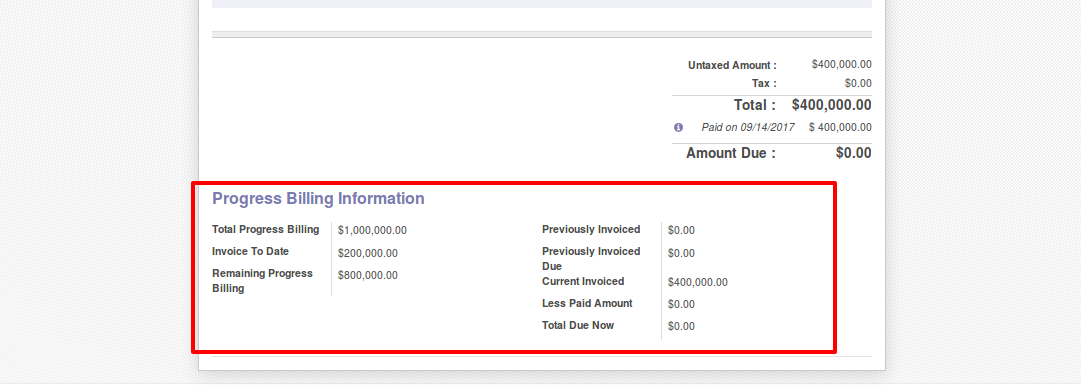 Untaxed Amount : $400,000.00
Tax : $0.00
Total : $400,000.00
Paid on 09/14/2017 $ 400,000.00
Amount Due : $0.00
Progress Billing Information
Total Progress Billing $1,000,000.00
Invoice To Date $200,000.00
Remaining Progress Billing $800,000.00
Previously Invoiced $0.00
Previously Invoiced Due $0.00
Current Invoiced $400,000.00
Less Paid Amount $0.00
Total Due Now $0.00